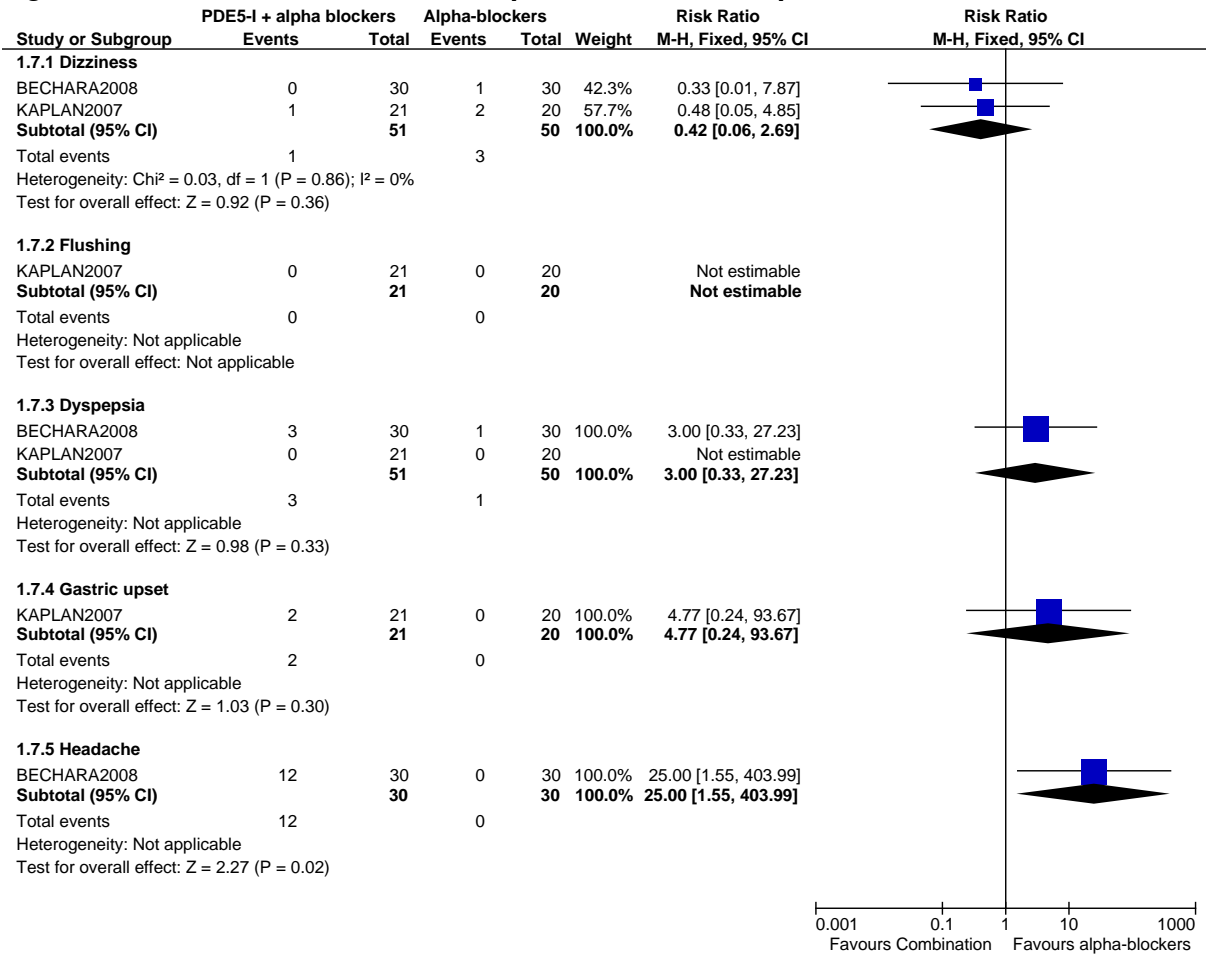 PDE5-I + alpha blockers Alpha-blockers Risk Ratio Risk Ratio
Study or Subgroup Events Total Events Total Weight M-H, Fixed, 95% CI M-H, Fixed, 95% CI
1.7.1 Dizziness
BECHARA2008 0 30 1 30 42.3% 0.33 [0.01, 7.87]
KAPLAN2007 1 21 2 20 57.7% 0.48 [0.05, 4.85]
Subtotal (95% CI) 51 50 100.0% 0.42 [0.06, 2.69]
Total events 1 3
Heterogeneity: Chi² = 0.03, df = 1 (P = 0.86); I² = 0%
Test for overall effect: Z = 0.92 (P = 0.36)
1.7.2 Flushing
KAPLAN2007 0 21 0 20 Not estimable
Subtotal (95% CI) 21 20 Not estimable
Total events 0 0
Heterogeneity: Not applicable
Test for overall effect: Not applicable
1.7.3 Dyspepsia
BECHARA2008 3 30 1 30 100.0% 3.00 [0.33, 27.23]
KAPLAN2007 0 21 0 20 Not estimable
Subtotal (95% CI) 51 50 100.0% 3.00 [0.33, 27.23]
Total events 3 1
Heterogeneity: Not applicable
Test for overall effect: Z = 0.98 (P = 0.33)
1.7.4 Gastric upset
KAPLAN2007 2 21 0 20 100.0% 4.77 [0.24, 93.67]
Subtotal (95% CI) 21 20 100.0% 4.77 [0.24, 93.67]
Total events 2 0
Heterogeneity: Not applicable
Test for overall effect: Z = 1.03 (P = 0.30)
1.7.5 Headache
BECHARA2008 12 30 0 30 100.0% 25.00 [1.55, 403.99]
Subtotal (95% CI) 30 30 100.0% 25.00 [1.55, 403.99]
Total events 12 0
Heterogeneity: Not applicable
Test for overall effect: Z = 2.27 (P = 0.02)
0.001 0.1 1 10 1000
Favours Combination Favours alpha-blockers